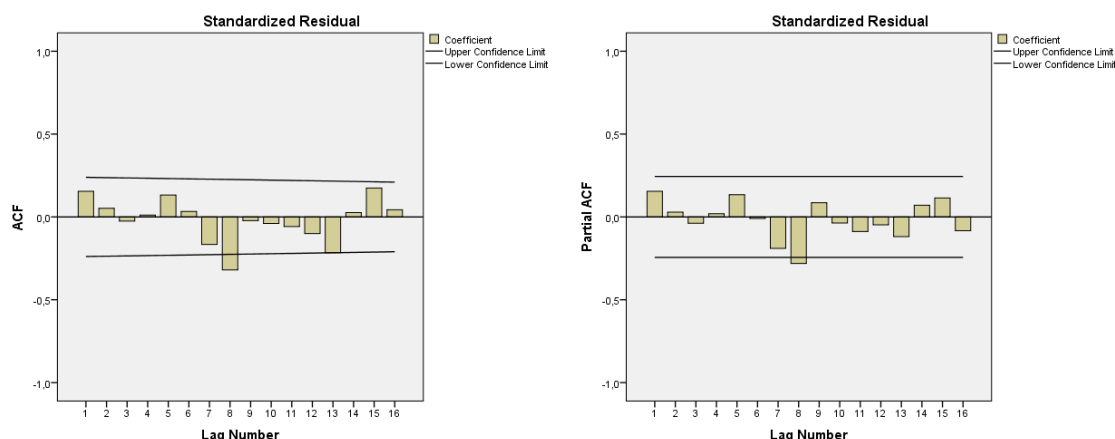 Standardized Residual
Coefficient
Upper Confidence Limit
Lower Confidence Limit
1,0
0,5
0,0
-0,5
-1,0
ACF
1 2 3 4 5 6 7 8 9 10 11 12 13 14 15 16
Lag Number
Standardized Residual
Coefficient
Upper Confidence Limit
Lower Confidence Limit
1,0
0,5
0,0
-0,5
-1,0
Partial ACF
1 2 3 4 5 6 7 8 9 10 11 12 13 14 15 16
Lag Number